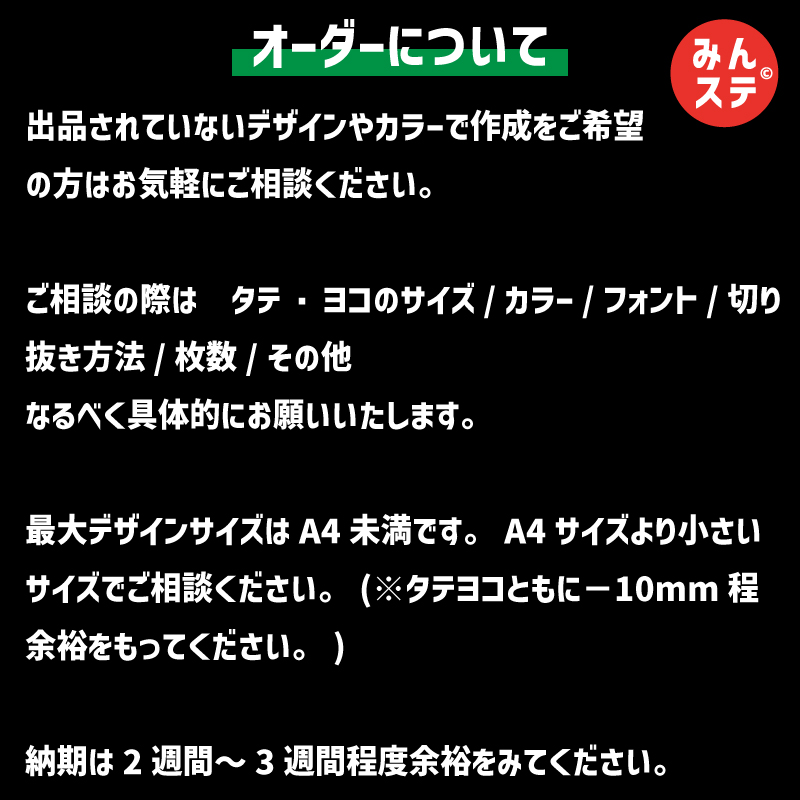 オーダーについて
みん
ステ©
出品されていないデザインやカラーで作成をご希望
の方はお気軽にご相談ください。
ご相談の際は　タテ ・ ヨコのサイズ / カラー / フォント / 切り
抜き方法 / 枚数 / その他
なるべく具体的にお願いいたします。
最大デザインサイズは A4 未満です。 A4 サイズより小さい
サイズでご相談ください。 (※タテヨコともに－10mm 程
余裕をもってください。 )
納期は 2 週間～ 3 週間程度余裕をみてください。